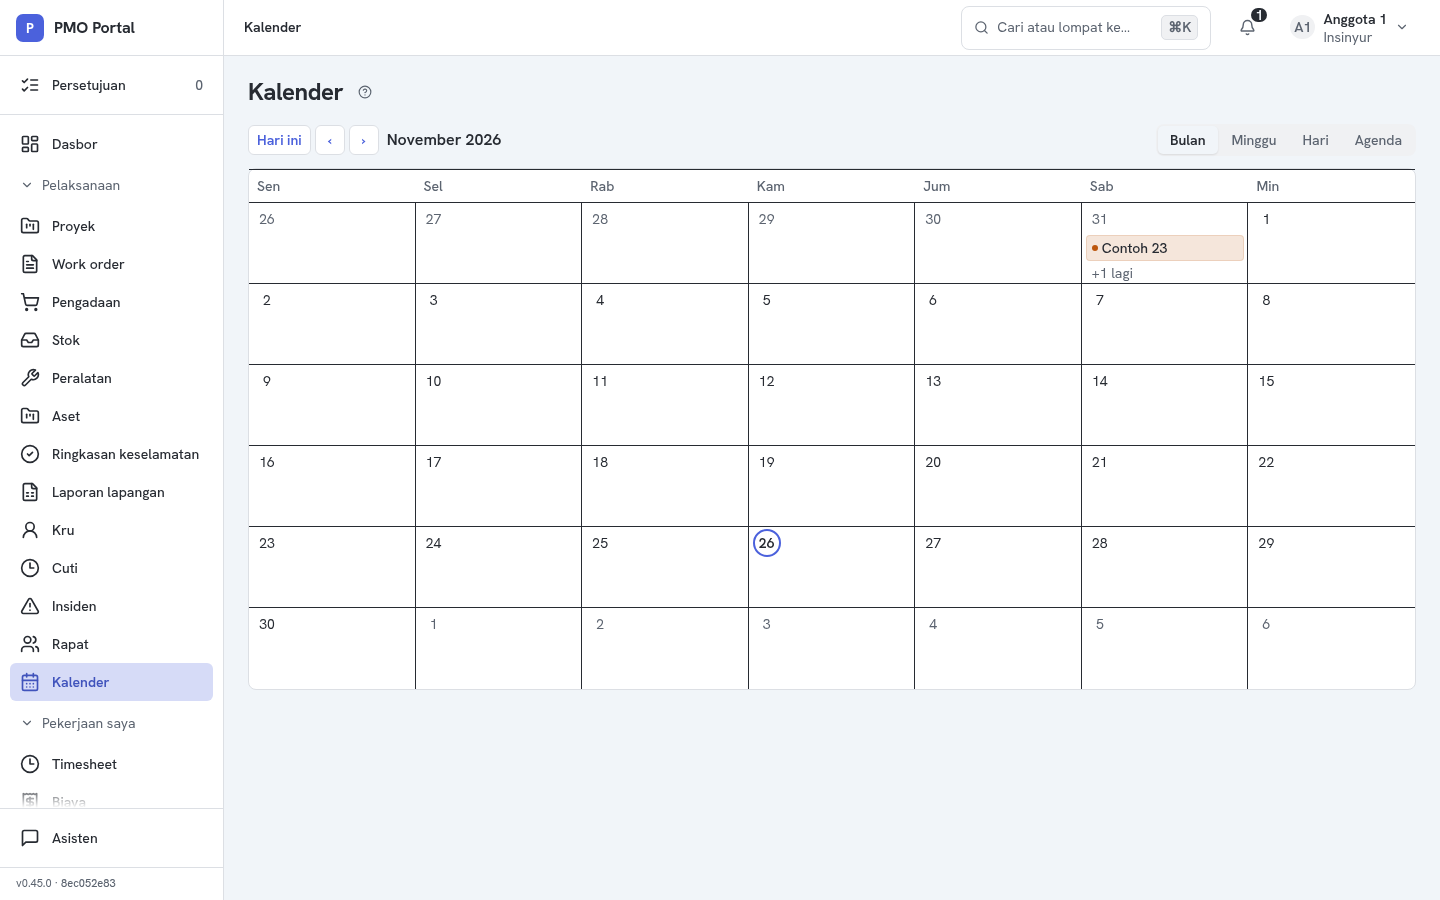 P PMO Portal
Kalender
Cari atau lompat ke... ⌘K
1
A1 Anggota 1
Insinyur
Persetujuan 0
Dasbor
Pelaksanaan
Proyek
Work order
Pengadaan
Stok
Peralatan
Aset
Ringkasan keselamatan
Laporan lapangan
Kru
Cuti
Insiden
Rapat
Kalender
Pekerjaan saya
Timesheet
Biaya
Asisten
v0.45.0 · 8ec052e83
Kalender
Hari ini ‹ › November 2026
Bulan Minggu Hari Agenda
Sen Sel Rab Kam Jum Sab Min
26 27 28 29 30 31 1
Contoh 23
+1 lagi
2 3 4 5 6 7 8
9 10 11 12 13 14 15
16 17 18 19 20 21 22
23 24 25 26 27 28 29
30 1 2 3 4 5 6